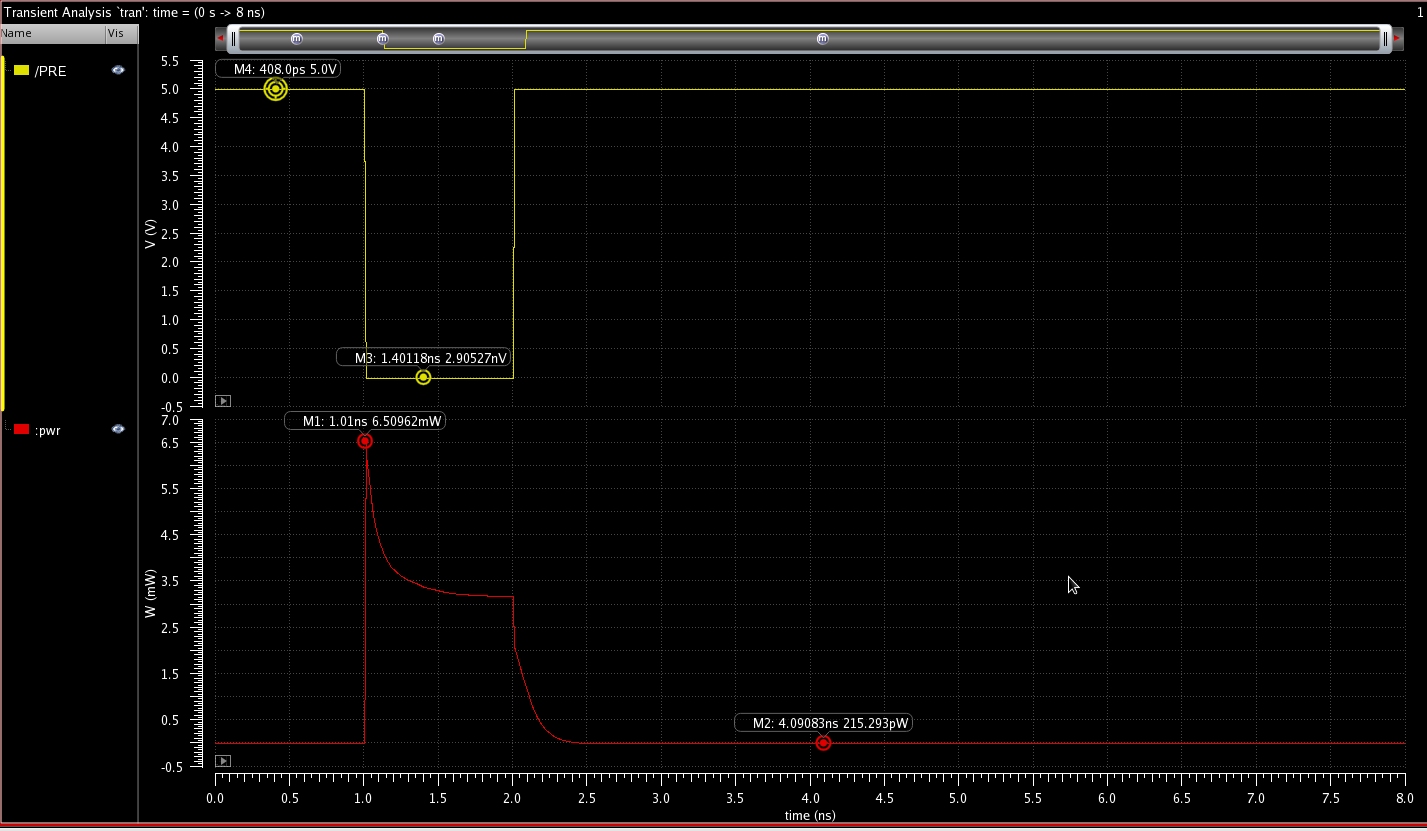 Transient Analysis `tran': time = (0 s -> 8 ns)
1
Name Vis
m m m m
/PRE
5.5
M4: 408.0ps 5.0V
5.0
4.5
4.0
3.5
3.0
2.5
2.0
1.5
1.0
0.5
0.0
-0.5
V (V)
M3: 1.40118ns 2.90527nV
:pwr
7.0
M1: 1.01ns 6.50962mW
6.5
5.5
4.5
3.5
2.5
1.5
0.5
-0.5
W (mW)
M2: 4.09083ns 215.293pW
0.0 0.5 1.0 1.5 2.0 2.5 3.0 3.5 4.0 4.5 5.0 5.5 6.0 6.5 7.0 7.5 8.0
time (ns)